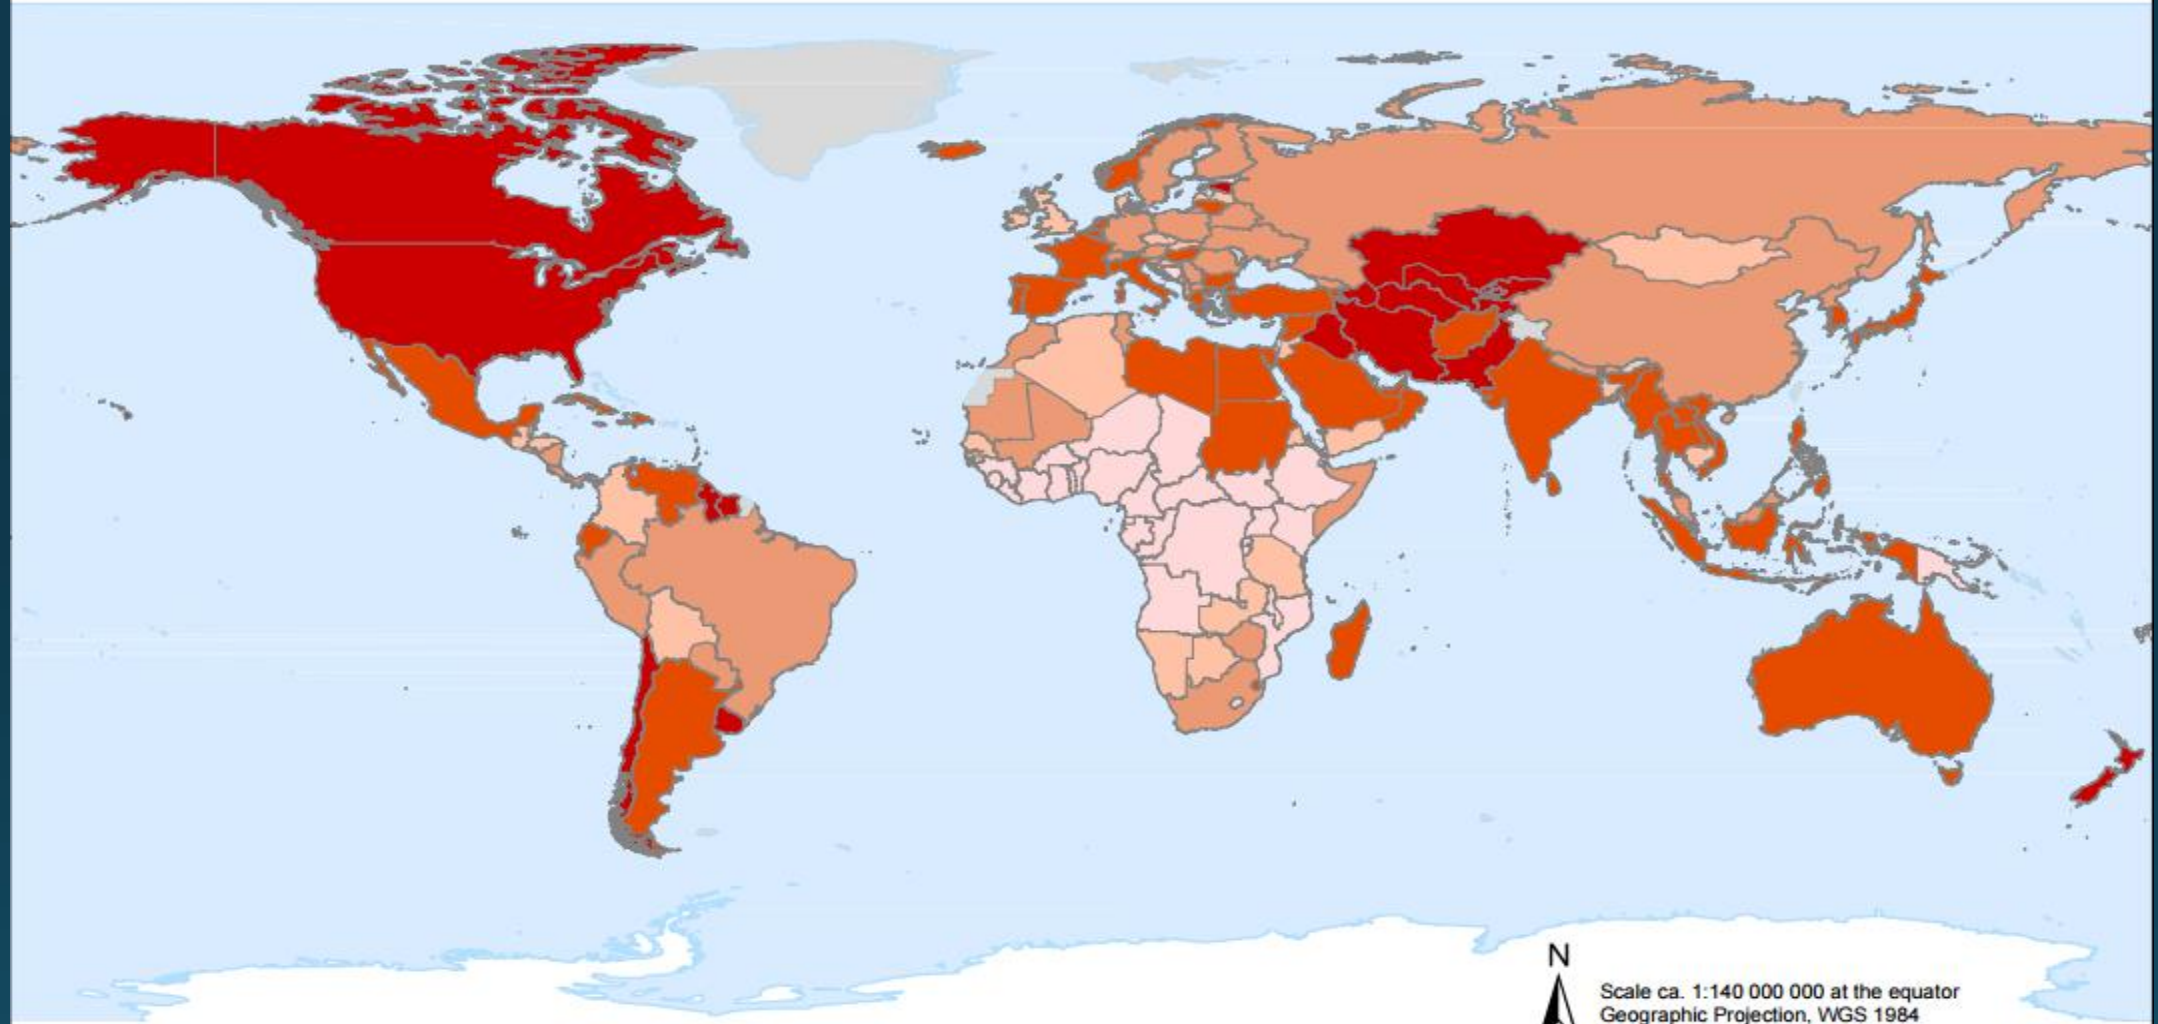 N
Scale ca. 1:140 000 000 at the equator
Geographic Projection, WGS 1984